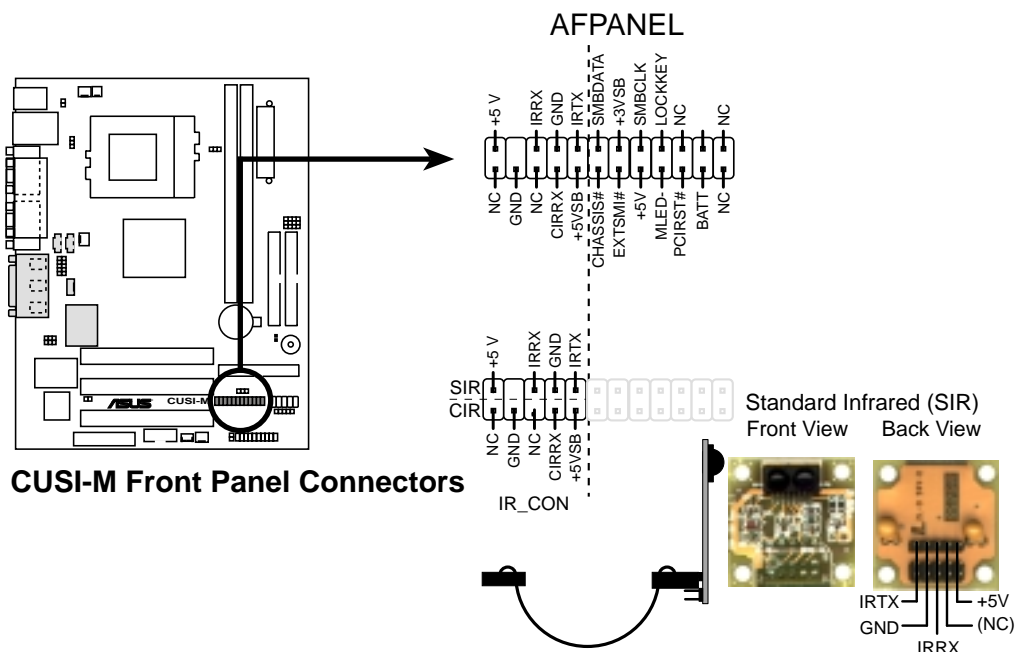 AFPANEL
+5 V
IRRX
GND
IRTX
SMBDATA
+3VSB
SMBCLK
LOCKKEY
NC
NC
NC
GND
NC
CIRRX
+5VSB
CHASSIS#
EXTSMI#
+5V
MLED-
PCIRST#
BATT
NC
+5 V
IRRX
GND
IRTX
SIR
CIR
NC
GND
NC
CIRRX
+5VSB
IR_CON
/SUS CUSI-M
CUSI-M Front Panel Connectors
Standard Infrared (SIR)
Front View Back View
IRTX +5V
GND (NC)
IRRX